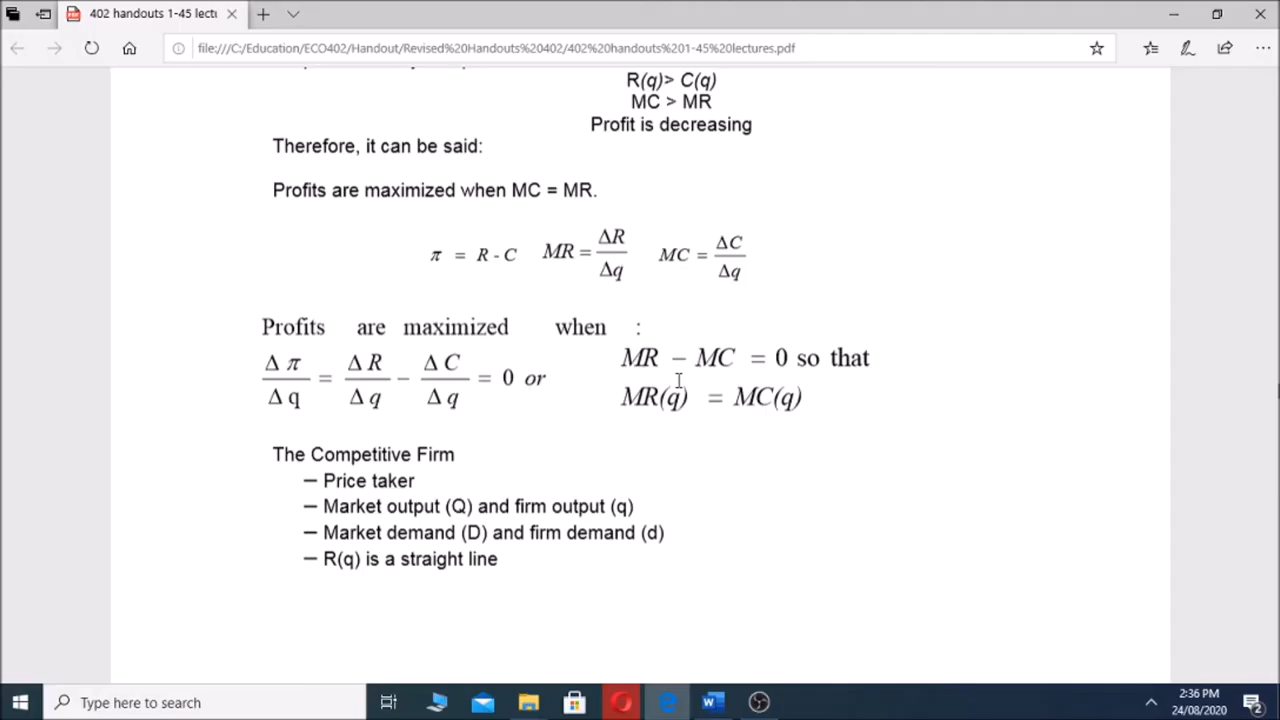 402 handouts 1-45 lectu
file:///C:/Education/ECO402/Handout/Revised%20Handouts%20402/402%20handouts%201-45%20lectures.pdf
R(q)> C(q)
MC > MR
Profit is decreasing
Therefore, it can be said:
Profits are maximized when MC = MR.
π = R - C MR = ΔR/Δq MC = ΔC/Δq
Profits are maximized when :
Δπ/Δq = ΔR/Δq − ΔC/Δq = 0 or
MR − MC = 0 so that
MR(q) = MC(q)
The Competitive Firm
– Price taker
– Market output (Q) and firm output (q)
– Market demand (D) and firm demand (d)
– R(q) is a straight line
Type here to search
2:36 PM
24/08/2020
2